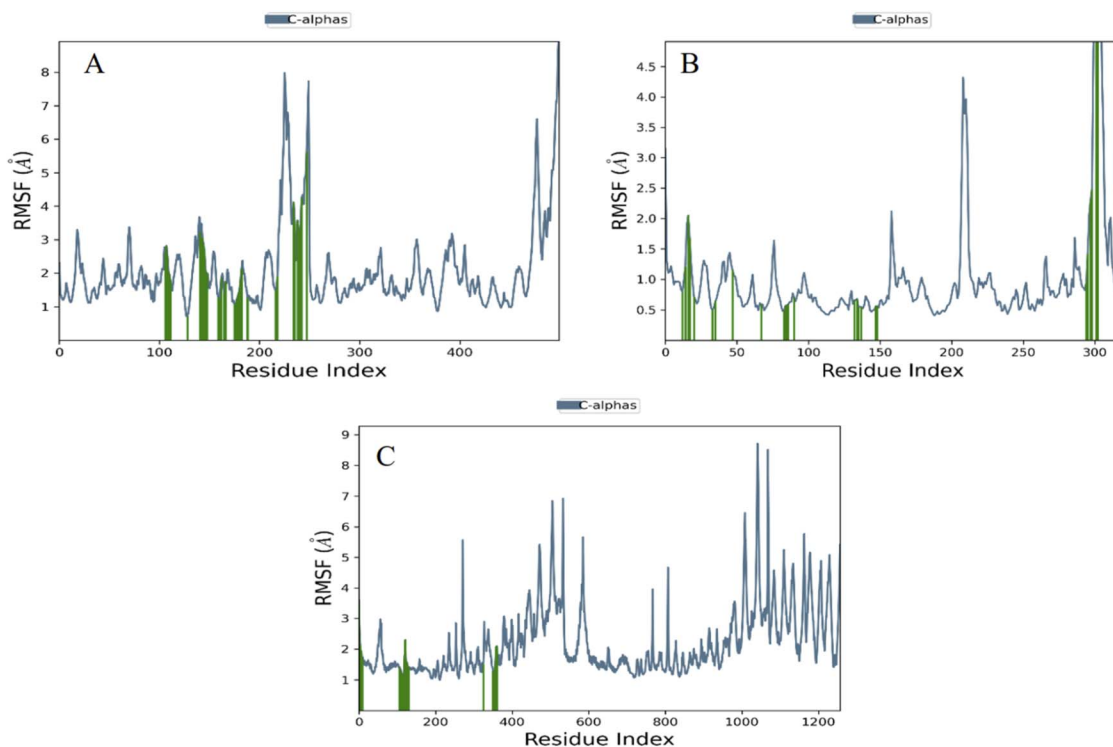 C-alphas
A
RMSF (Å)
8
7
6
5
4
3
2
1
0 100 200 300 400
Residue Index
C-alphas
B
RMSF (Å)
4.5
4.0
3.5
3.0
2.5
2.0
1.5
1.0
0.5
0 50 100 150 200 250 300
Residue Index
C-alphas
C
RMSF (Å)
9
8
7
6
5
4
3
2
1
0 200 400 600 800 1000 1200
Residue Index